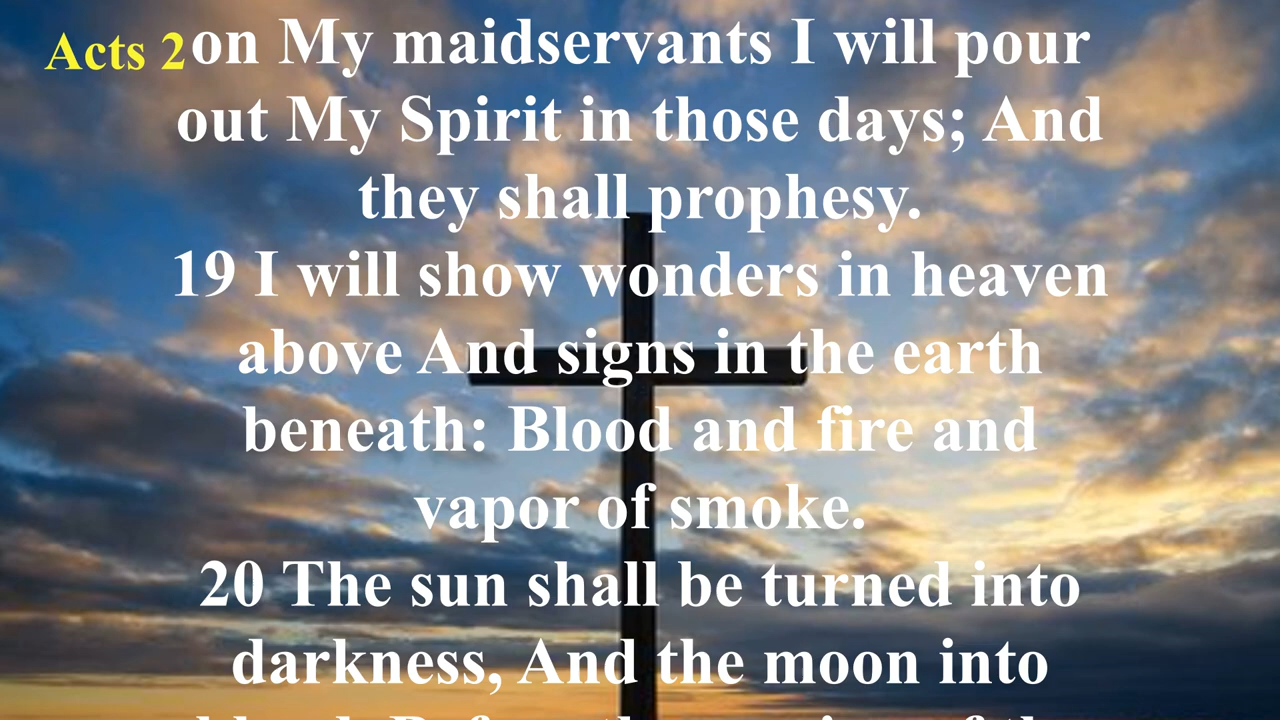 Acts 2
on My maidservants I will pour
out My Spirit in those days; And
they shall prophesy.
19 I will show wonders in heaven
above And signs in the earth
beneath: Blood and fire and
vapor of smoke.
20 The sun shall be turned into
darkness, And the moon into